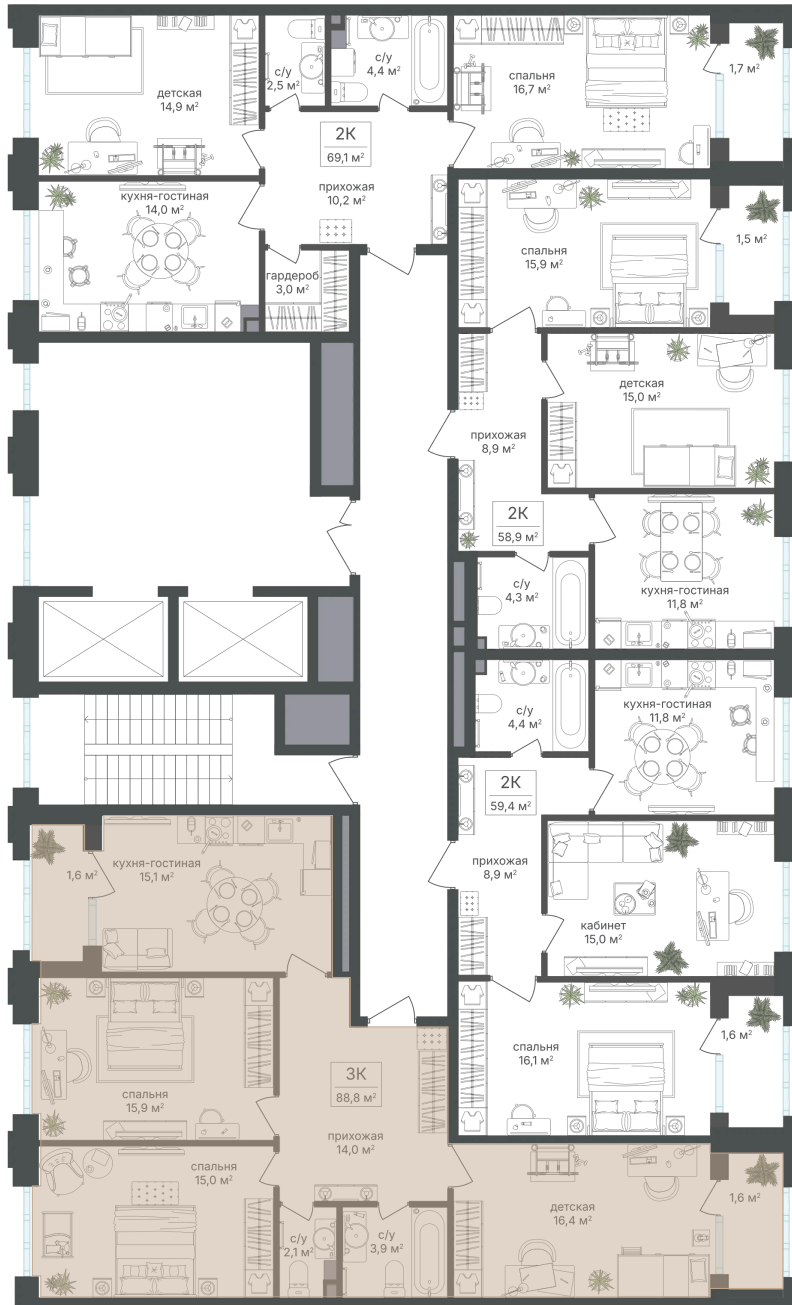 детская
14,9 м²
с/у
2,5 м²
с/у
4,4 м²
спальня
16,7 м²
1,7 м²
2К
69,1 м²
прихожая
10,2 м²
кухня-гостиная
14,0 м²
гардероб
3,0 м²
спальня
15,9 м²
1,5 м²
детская
15,0 м²
прихожая
8,9 м²
2К
58,9 м²
с/у
4,3 м²
кухня-гостиная
11,8 м²
с/у
4,4 м²
кухня-гостиная
11,8 м²
2К
59,4 м²
прихожая
8,9 м²
кабинет
15,0 м²
спальня
16,1 м²
1,6 м²
1,6 м²
кухня-гостиная
15,1 м²
спальня
15,9 м²
3К
88,8 м²
прихожая
14,0 м²
спальня
15,0 м²
с/у
2,1 м²
с/у
3,9 м²
детская
16,4 м²
1,6 м²